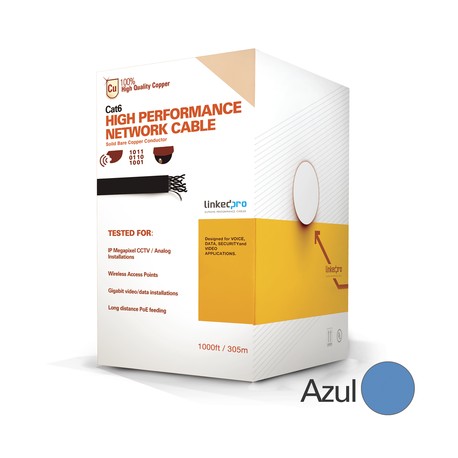 Cu
100%
High Quality Copper
Cat6
HIGH PERFORMANCE
NETWORK CABLE
Solid Bare Copper Conductor
1011
0110
1001
linkedpro
TESTED FOR:
IP Megapixel CCTV / Analog
Installations
Wireless Access Points
Gigabit video/data installations
Long distance PoE feeding
Designed for VOICE,
DATA, SECURITY and
VIDEO
APPLICATIONS.
1000ft / 305m
linkedpro
Azul